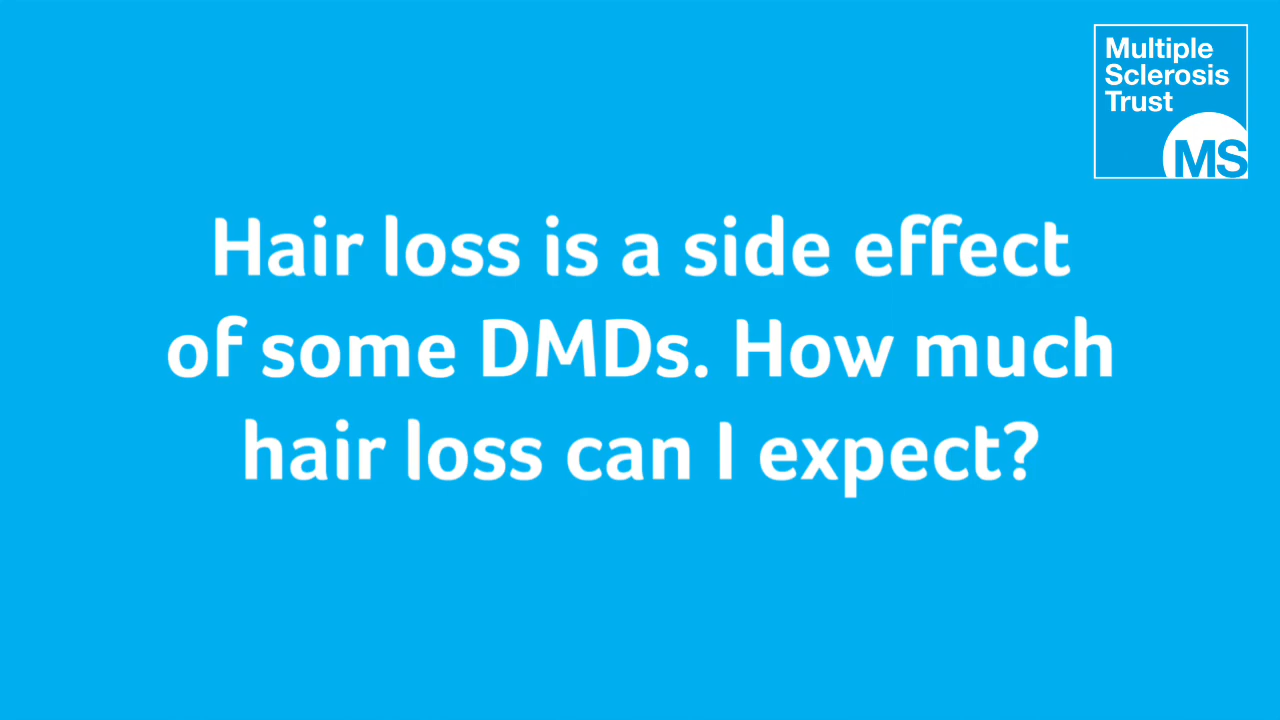 Multiple
Sclerosis
Trust
MS
Hair loss is a side effect
of some DMDs. How much
hair loss can I expect?